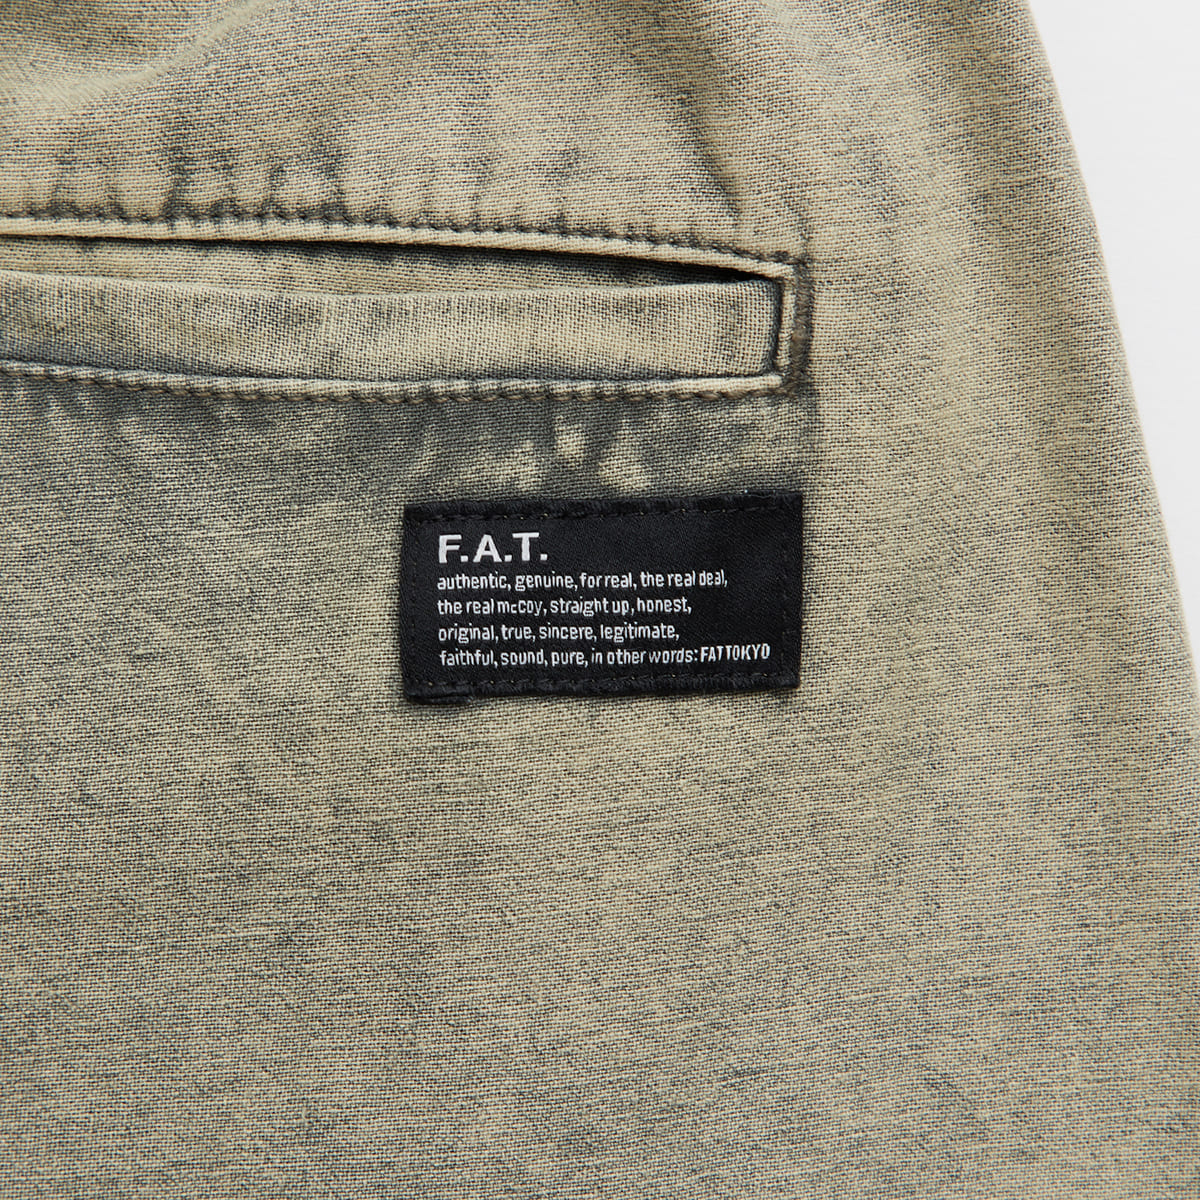 F.A.T.
authentic, genuine, for real, the real deal,
the real mccoy, straight up, honest,
original, true, sincere, legitimate,
faithful, sound, pure, in other words: FATTOKYO